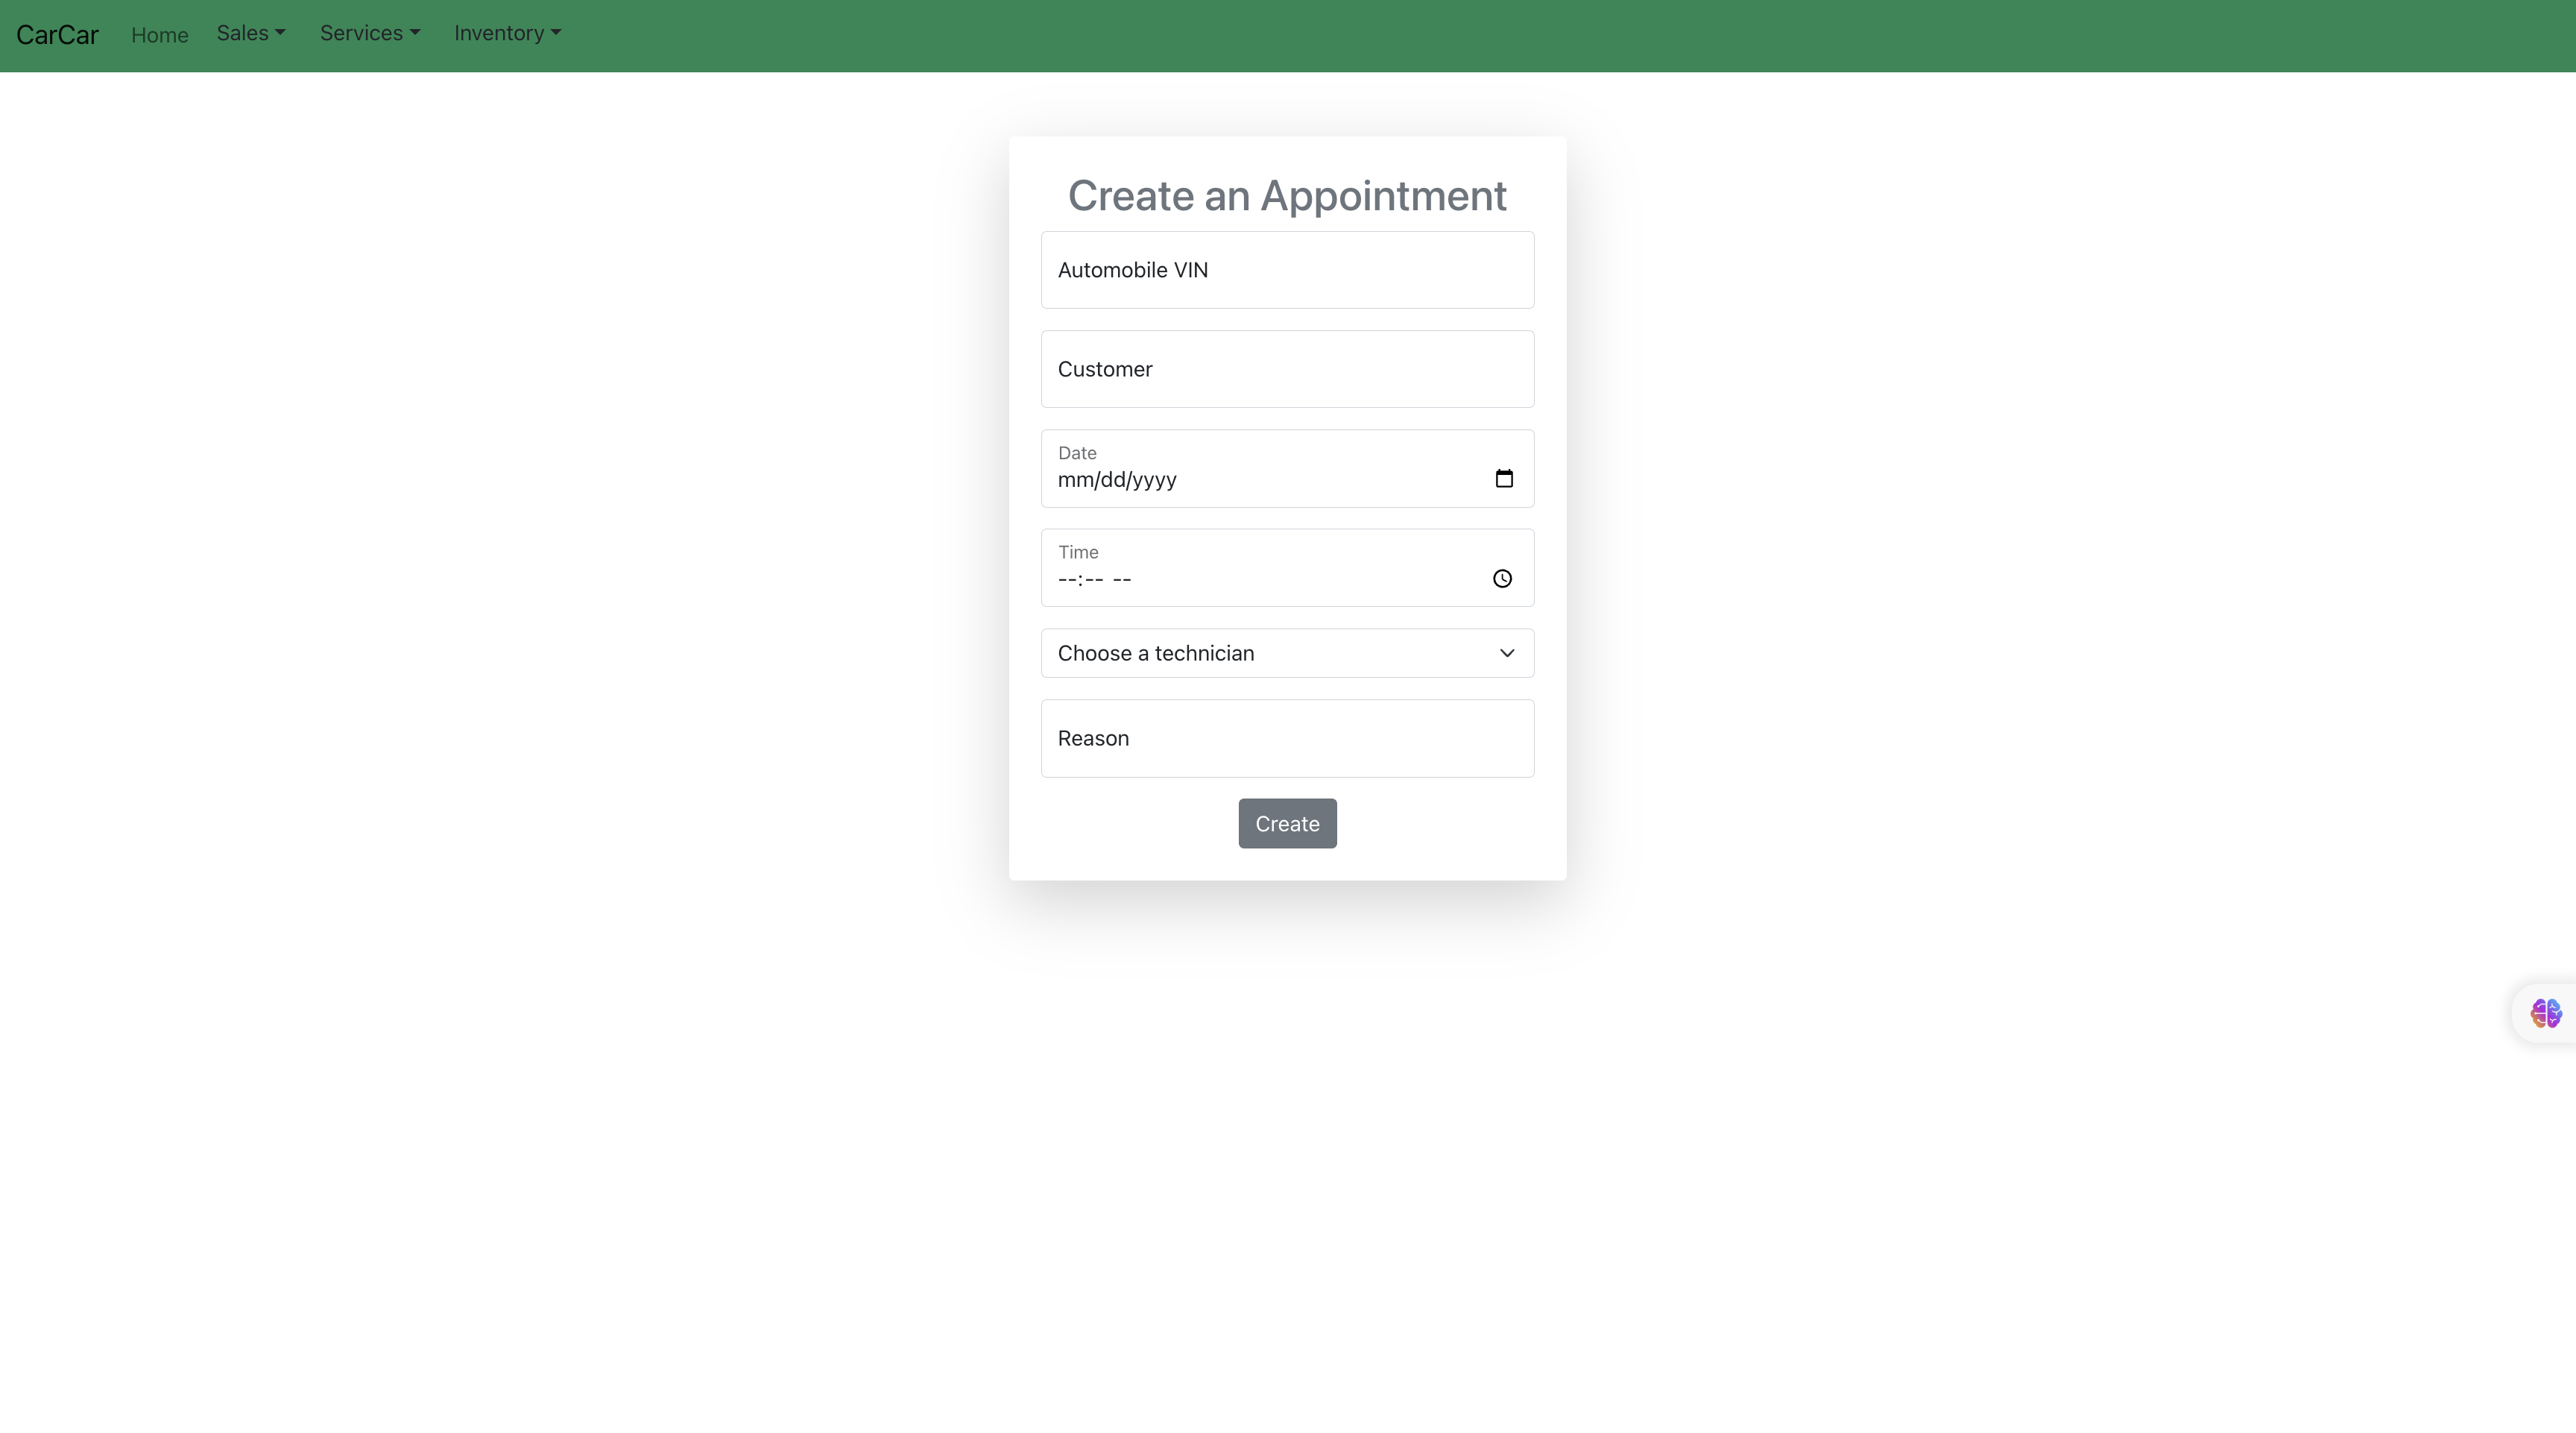 CarCar Home Sales Services Inventory
Create an Appointment
Automobile VIN
Customer
Date
mm/dd/yyyy
Time
--:-- --
Choose a technician
Reason
Create